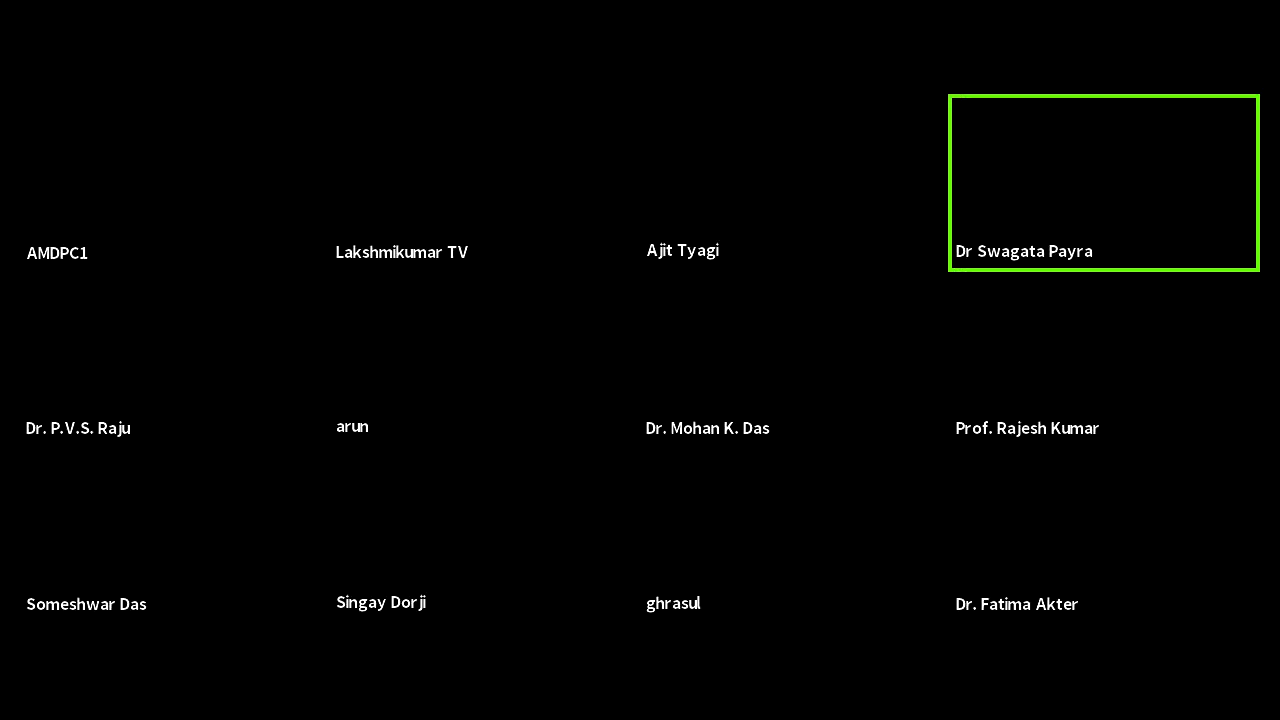 AMDPC1
Lakshmikumar TV
Ajit Tyagi
Dr Swagata Payra
Dr. P.V.S. Raju
arun
Dr. Mohan K. Das
Prof. Rajesh Kumar
Someshwar Das
Singay Dorji
ghrasul
Dr. Fatima Akter